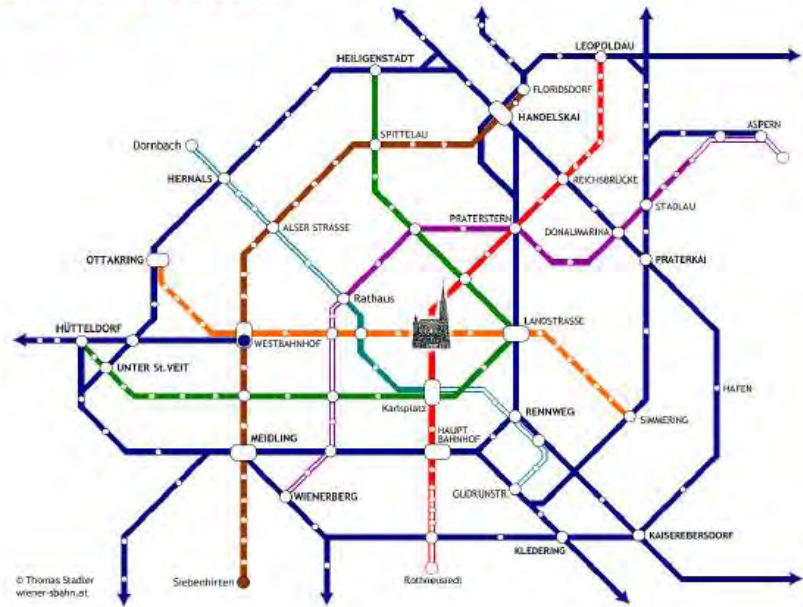 LEOPOLDAU
HEILIGENSTADT
FLORIDSDORF
HANDELSKAI
SPITTELAU
ASPERN
Dornbach
HERNALS
REICHSBRÜCKE
STADLAU
ALSER STRASSE
PRATERSTERN
DONAUMARINA
OTTAKRING
PRATERKAI
Rathaus
HÜTTELDORF
WESTBAHNHOF
LANDSTRASSE
UNTER St.VEIT
HAFEN
Karlsplatz
RENNWEG
SIMMERING
MEIDLING
HAUPT
BAHNHOF
WIENERBERG
GUDRUNSTR.
KLEDERING
KAISEREBERSDORF
© Thomas Stadler
wiener-sbahn.at
Siebenhirten
Rothneusiedl